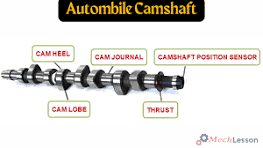 Autombile Camshaft
CAM HEEL
CAM JOURNAL
CAMSHAFT POSITION SENSOR
CAM LOBE
THRUST
MechLesson